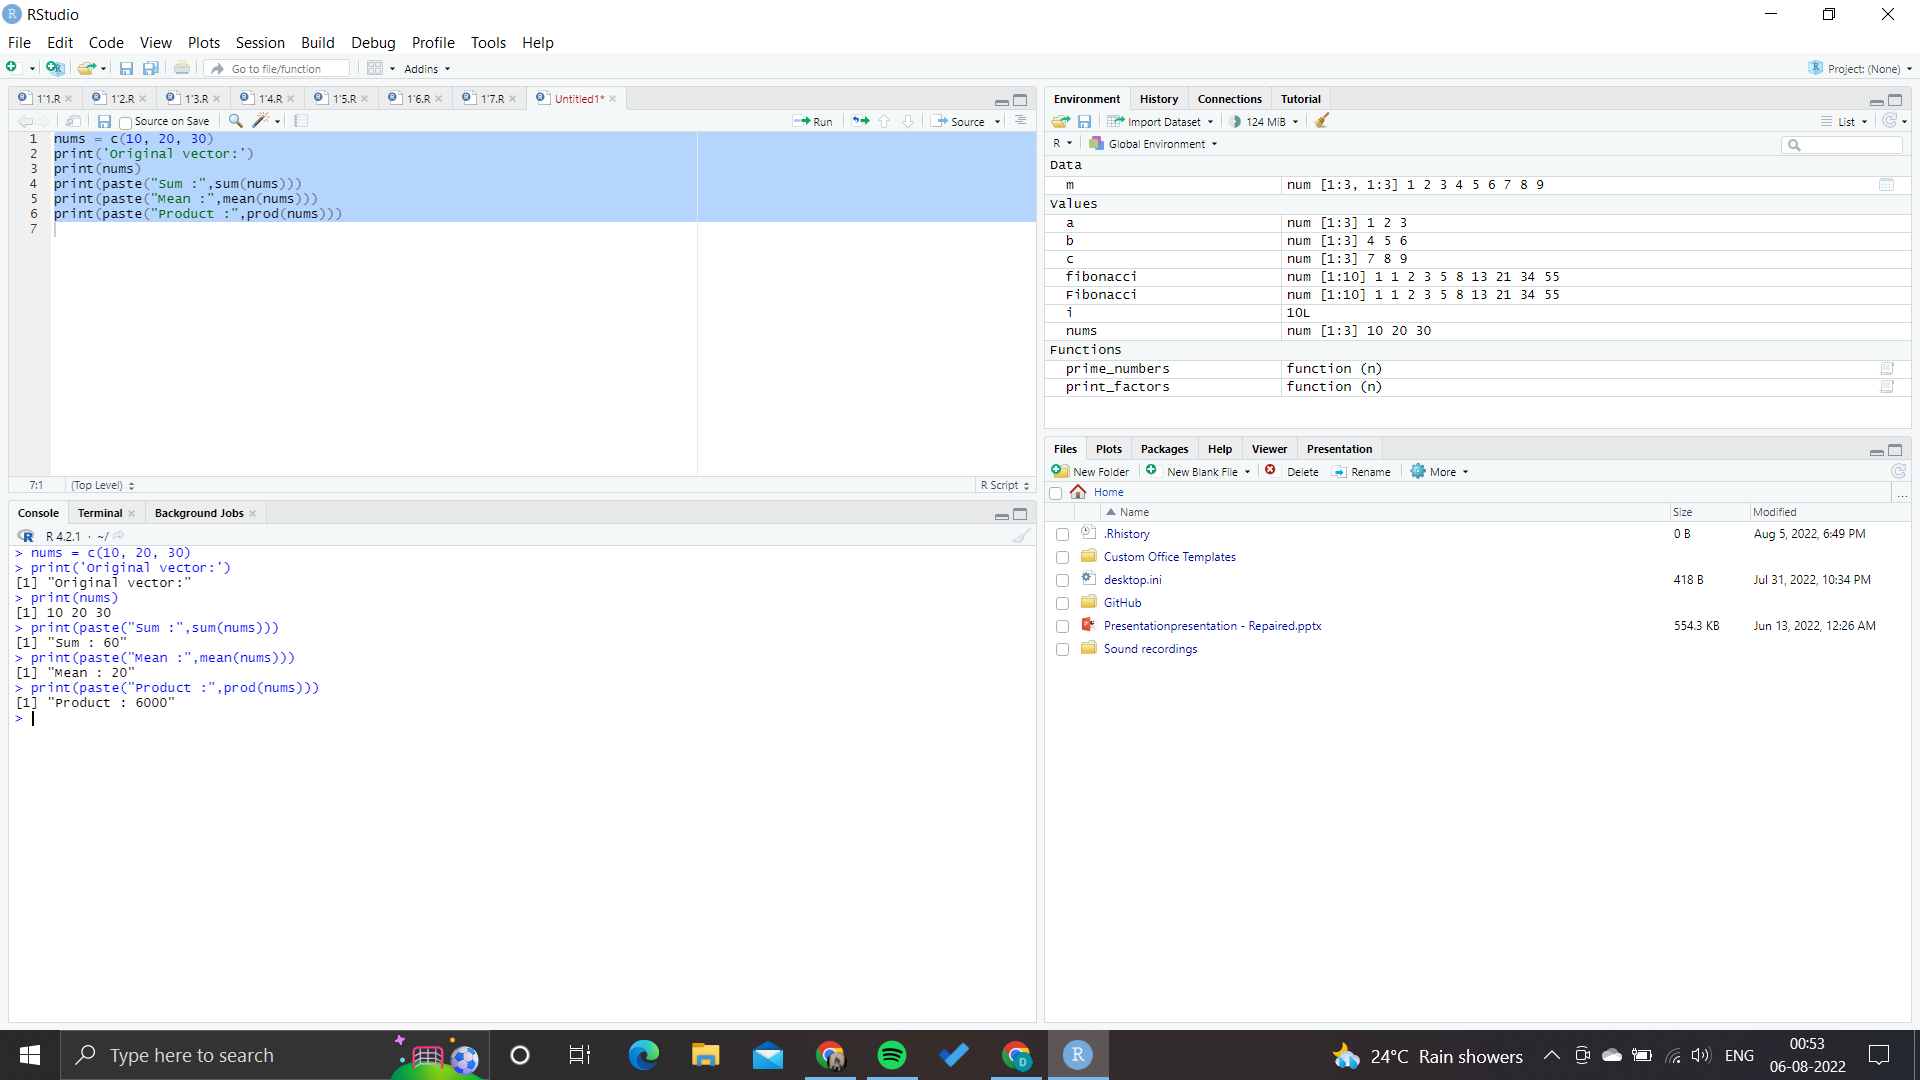 RStudio
File Edit Code View Plots Session Build Debug Profile Tools Help
Go to file/function Addins Project: (None)
1'1.R 1'2.R 1'3.R 1'4.R 1'5.R 1'6.R 1'7.R Untitled1*
Source on Save Run Source
1 nums = c(10, 20, 30)
2 print('Original vector:')
3 print(nums)
4 print(paste("Sum :",sum(nums)))
5 print(paste("Mean :",mean(nums)))
6 print(paste("Product :",prod(nums)))
7
7:1 (Top Level) R Script
Console Terminal Background Jobs
R 4.2.1 · ~/
> nums = c(10, 20, 30)
> print('Original vector:')
[1] "Original vector:"
> print(nums)
[1] 10 20 30
> print(paste("Sum :",sum(nums)))
[1] "Sum : 60"
> print(paste("Mean :",mean(nums)))
[1] "Mean : 20"
> print(paste("Product :",prod(nums)))
[1] "Product : 6000"
>
Environment History Connections Tutorial
Import Dataset 124 MiB List
R Global Environment
Data
m num [1:3, 1:3] 1 2 3 4 5 6 7 8 9
Values
a num [1:3] 1 2 3
b num [1:3] 4 5 6
c num [1:3] 7 8 9
fibonacci num [1:10] 1 1 2 3 5 8 13 21 34 55
Fibonacci num [1:10] 1 1 2 3 5 8 13 21 34 55
i 10L
nums num [1:3] 10 20 30
Functions
prime_numbers function (n)
print_factors function (n)
Files Plots Packages Help Viewer Presentation
New Folder New Blank File Delete Rename More
Home ...
Name Size Modified
.Rhistory 0 B Aug 5, 2022, 6:49 PM
Custom Office Templates
desktop.ini 418 B Jul 31, 2022, 10:34 PM
GitHub
Presentationpresentation - Repaired.pptx 554.3 KB Jun 13, 2022, 12:26 AM
Sound recordings
Type here to search
24°C Rain showers ENG
00:53
06-08-2022